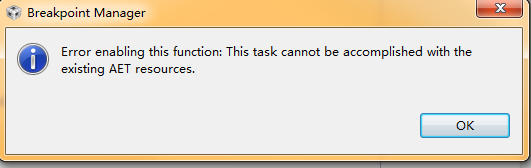 Breakpoint Manager
Error enabling this function: This task cannot be accomplished with the
existing AET resources.
OK